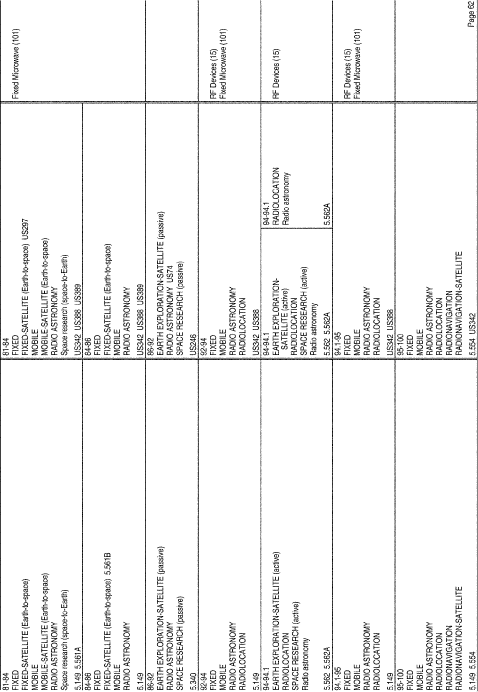 81-84
FIXED
FIXED-SATELLITE (Earth-to-space)
MOBILE
MOBILE-SATELLITE (Earth-to-space)
RADIO ASTRONOMY
Space research (space-to-Earth)
5.149 5.561A
84-86
FIXED
FIXED-SATELLITE (Earth-to-space) 5.561B
MOBILE
RADIO ASTRONOMY
5.149
86-92
EARTH EXPLORATION-SATELLITE (passive)
RADIO ASTRONOMY
SPACE RESEARCH (passive)
5.340
92-94
FIXED
MOBILE
RADIO ASTRONOMY
RADIOLOCATION
5.149
94-94.1
EARTH EXPLORATION-SATELLITE (active)
RADIOLOCATION
SPACE RESEARCH (active)
Radio astronomy
5.562 5.562A
94.1-95
FIXED
MOBILE
RADIO ASTRONOMY
RADIOLOCATION
5.149
95-100
FIXED
MOBILE
RADIO ASTRONOMY
RADIOLOCATION
RADIONAVIGATION
RADIONAVIGATION-SATELLITE
5.149 5.554
81-84
FIXED
FIXED-SATELLITE (Earth-to-space) US297
MOBILE
MOBILE-SATELLITE (Earth-to-space)
RADIO ASTRONOMY
Space research (space-to-Earth)
US342 US388 US389
84-86
FIXED
FIXED-SATELLITE (Earth-to-space)
MOBILE
RADIO ASTRONOMY
US342 US388 US389
86-92
EARTH EXPLORATION-SATELLITE (passive)
RADIO ASTRONOMY US74
SPACE RESEARCH (passive)
US246
92-94
FIXED
MOBILE
RADIO ASTRONOMY
RADIOLOCATION
US342 US388
94-94.1
EARTH EXPLORATION-
SATELLITE (active)
RADIOLOCATION
SPACE RESEARCH (active)
Radio astronomy
5.562 5.562A
94-94.1
RADIOLOCATION
Radio astronomy
5.562A
94.1-95
FIXED
MOBILE
RADIO ASTRONOMY
RADIOLOCATION
US342 US388
95-100
FIXED
MOBILE
RADIO ASTRONOMY
RADIOLOCATION
RADIONAVIGATION
RADIONAVIGATION-SATELLITE
5.554 US342
Fixed Microwave (101)
RF Devices (15)
Fixed Microwave (101)
RF Devices (15)
RF Devices (15)
Fixed Microwave (101)
Page 62